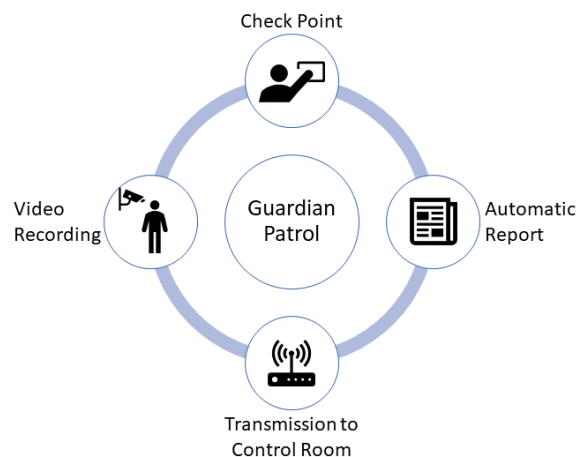 Check Point
Video
Recording
Guardian
Patrol
Automatic
Report
Transmission to
Control Room